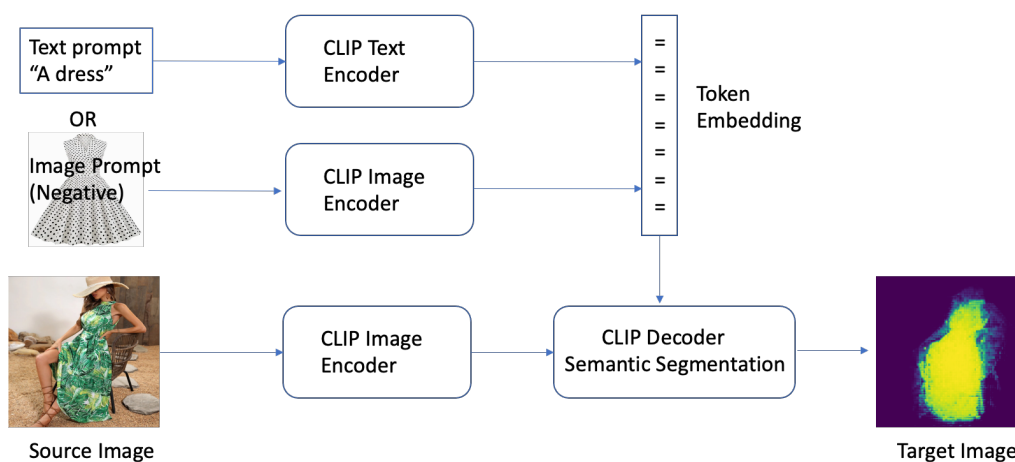 Text prompt
“A dress”
OR
Image Prompt
(Negative)
CLIP Text
Encoder
CLIP Image
Encoder
=
=
=
=
=
=
=
Token
Embedding
CLIP Image
Encoder
CLIP Decoder
Semantic Segmentation
Source Image
Target Image